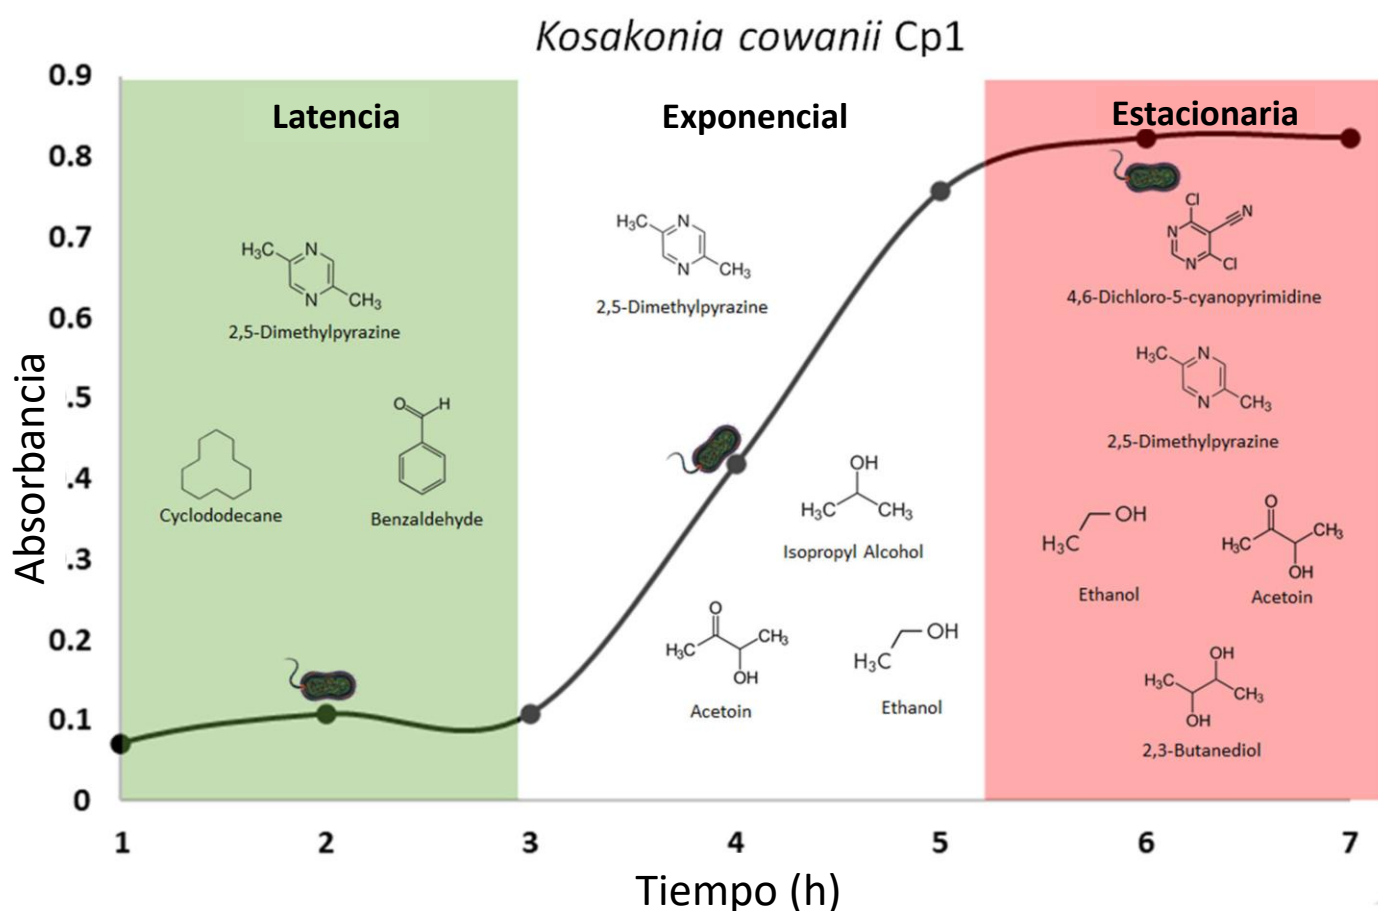 Kosakonia cowanii Cp1
Latencia
Exponencial
Estacionaria
Absorbancia
0.9
0.8
0.7
0.6
.5
.4
.3
0.2
0.1
0
H₃C
N
N
CH₃
2,5-Dimethylpyrazine
Cyclododecane
O
H
Benzaldehyde
H₃C
N
N
CH₃
2,5-Dimethylpyrazine
OH
H₃C
CH₃
Isopropyl Alcohol
O
H₃C
CH₃
OH
Acetoin
OH
H₃C
Ethanol
Cl
N
N
N
Cl
4,6-Dichloro-5-cyanopyrimidine
H₃C
N
N
CH₃
2,5-Dimethylpyrazine
OH
H₃C
Ethanol
O
CH₃
H₃C
OH
Acetoin
OH
H₃C
CH₃
OH
2,3-Butanediol
1 2 3 4 5 6 7
Tiempo (h)